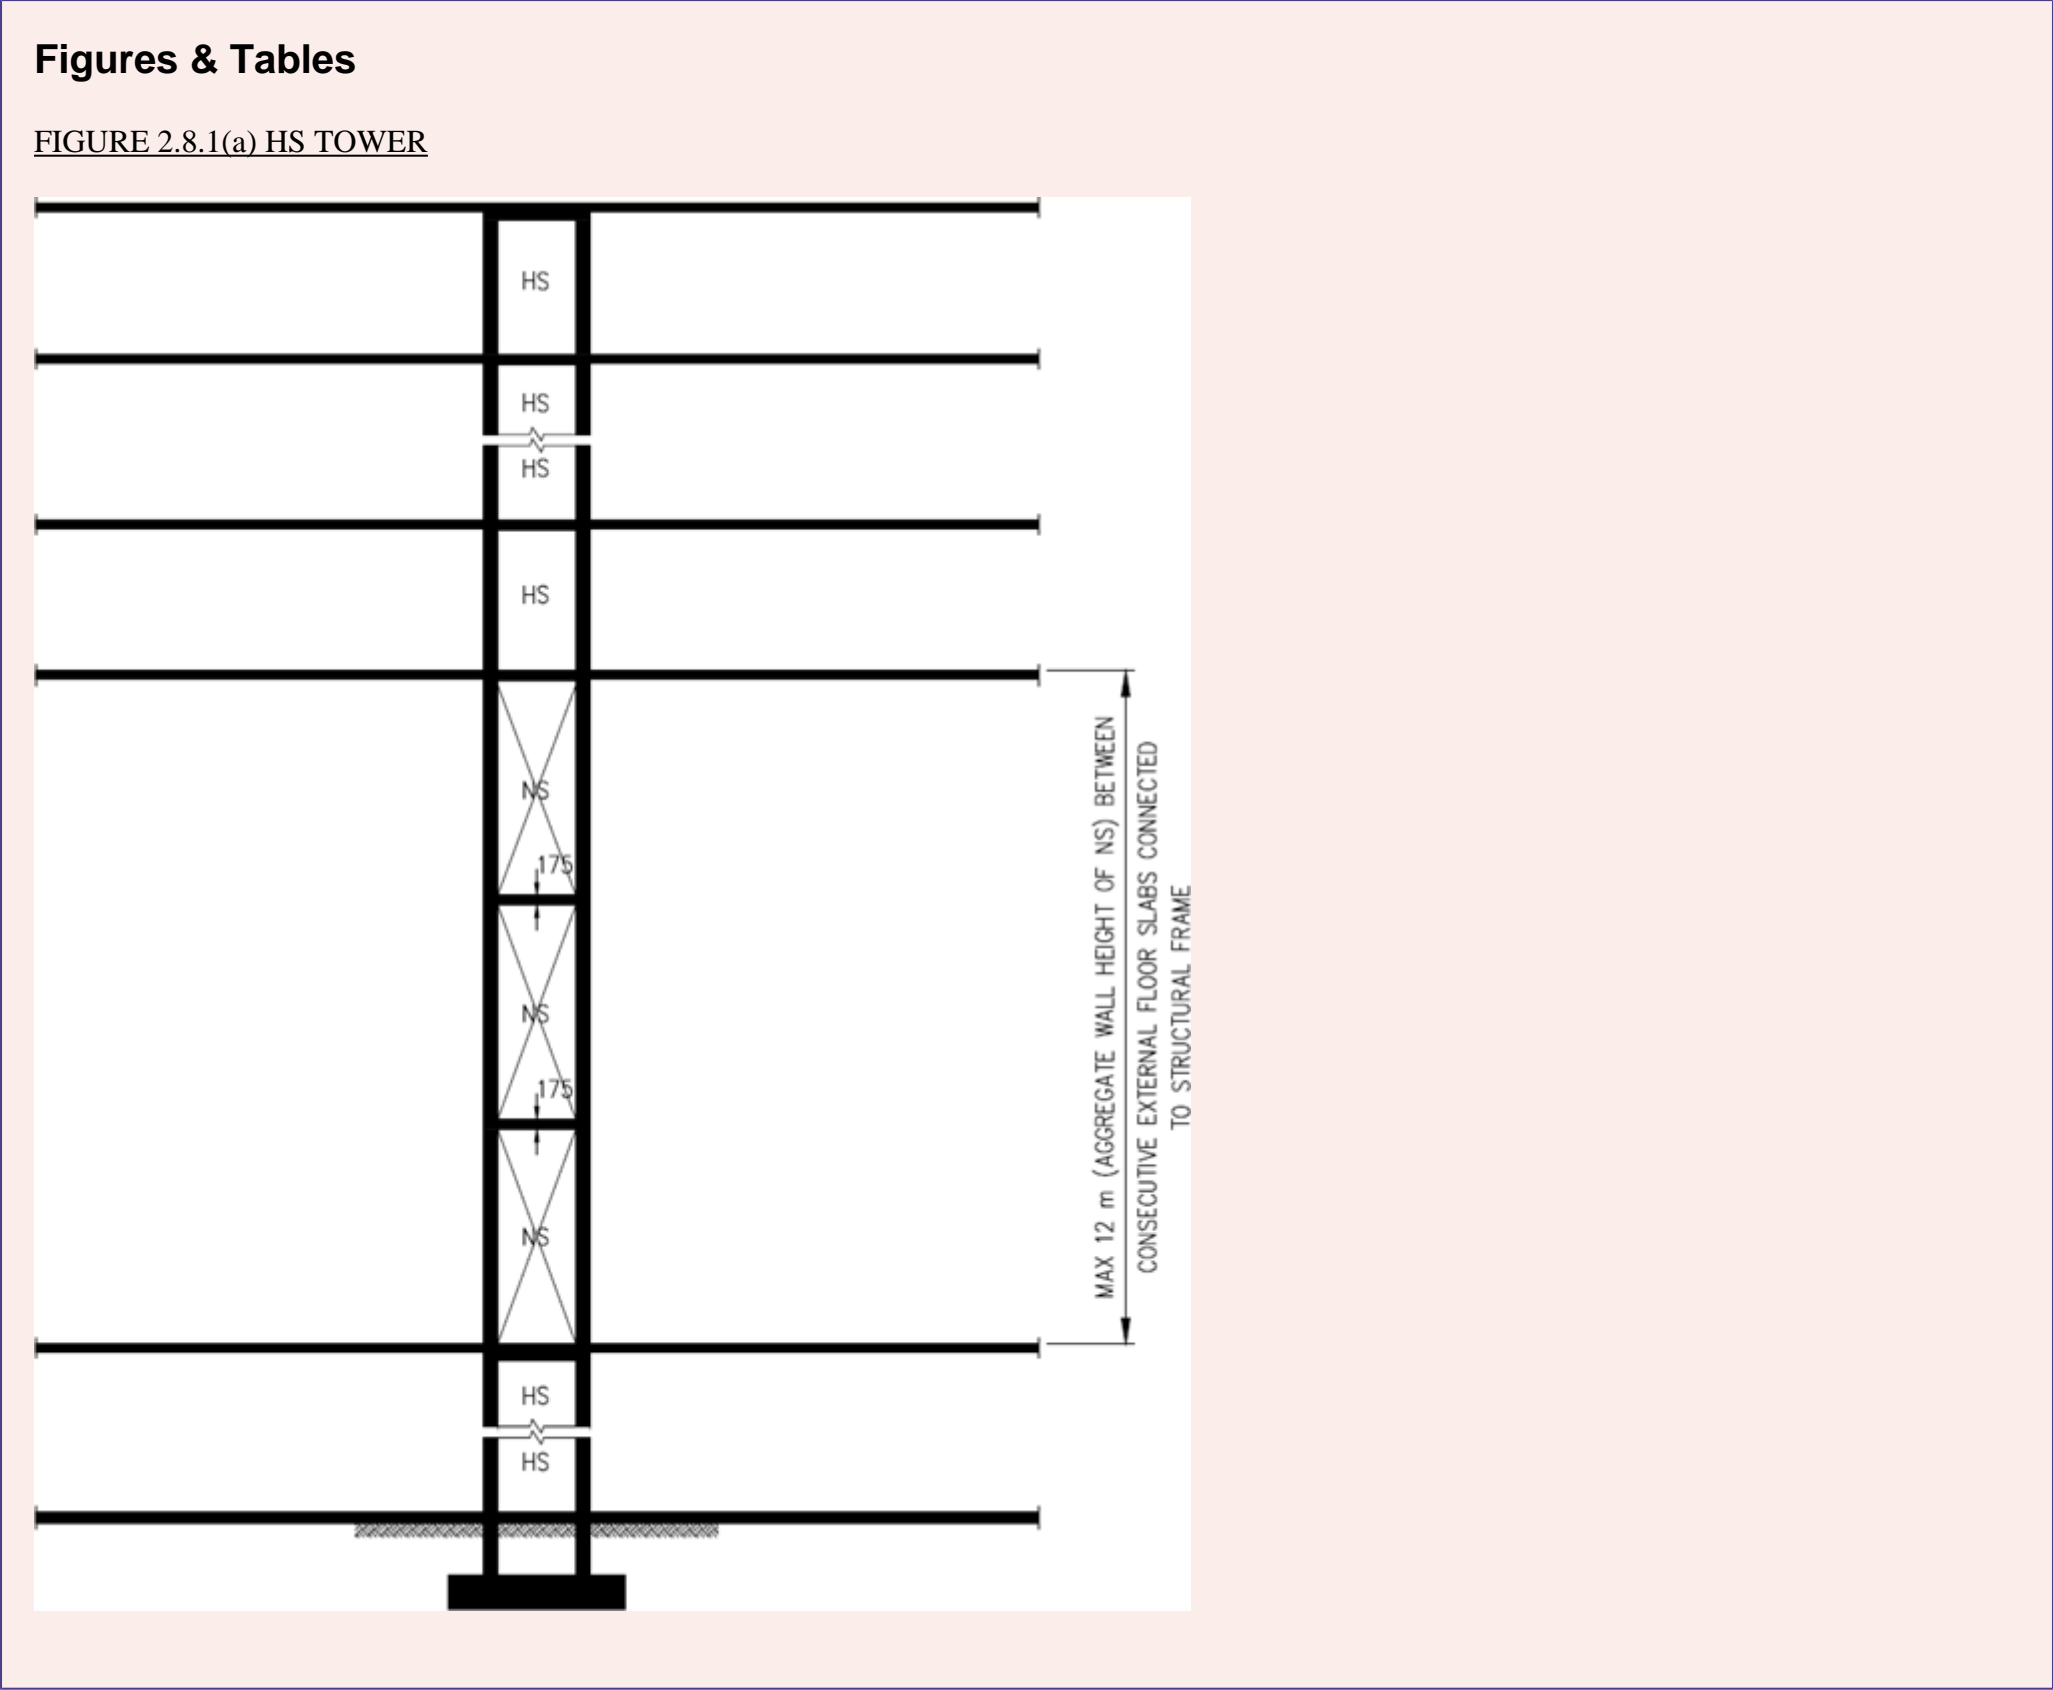 Figures & Tables
FIGURE 2.8.1(a) HS TOWER
HS
HS
HS
HS
NS
175
NS
175
NS
HS
HS
MAX 12 m (AGGREGATE WALL HEIGHT OF NS) BETWEEN
CONSECUTIVE EXTERNAL FLOOR SLABS CONNECTED
TO STRUCTURAL FRAME